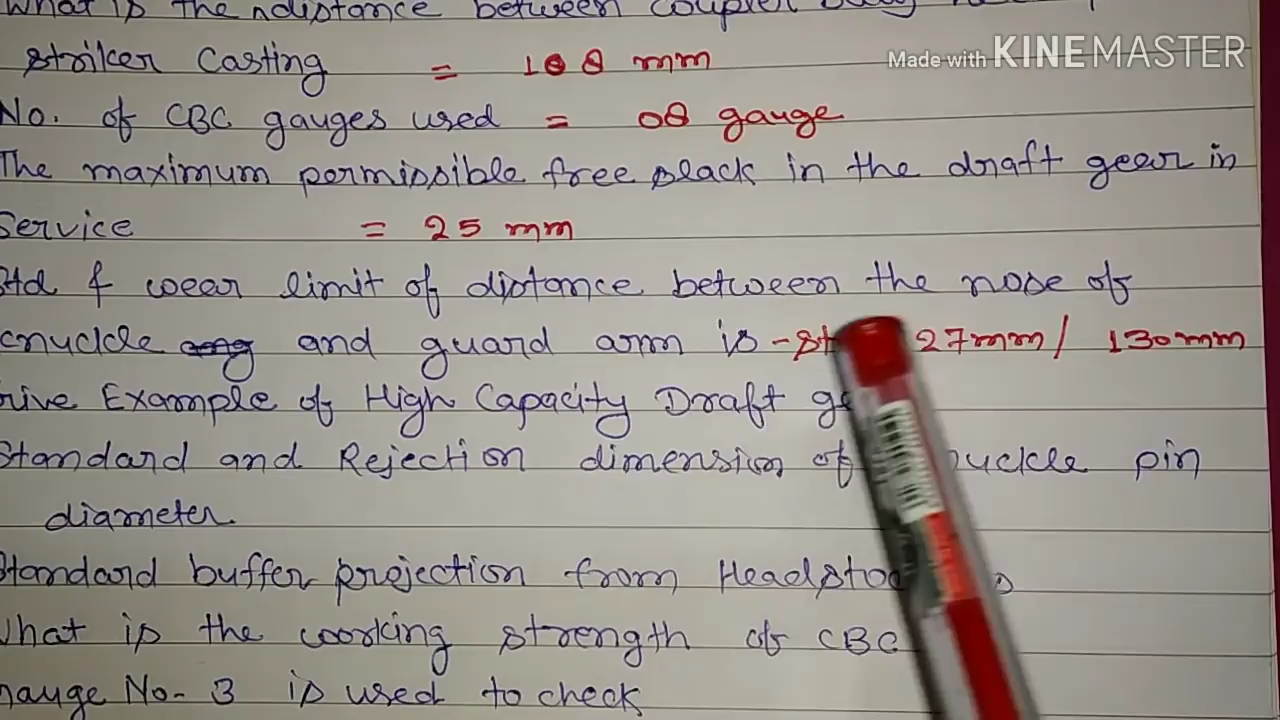 What is the distance between coupler body
striker Casting = 108 mm
Made with KINEMASTER
No. of CBC gauges used = 08 gauge
The maximum permissible free slack in the draft gear in
Service = 25 mm
Std & wear limit of distance between the nose of
knuckle and guard arm is - 27mm / 130mm
Give Example of High Capacity Draft
Standard and Rejection dimension of pin
diameter.
Standard buffer projection from
What is the working strength of CBC
Gauge No- 3 is used to check